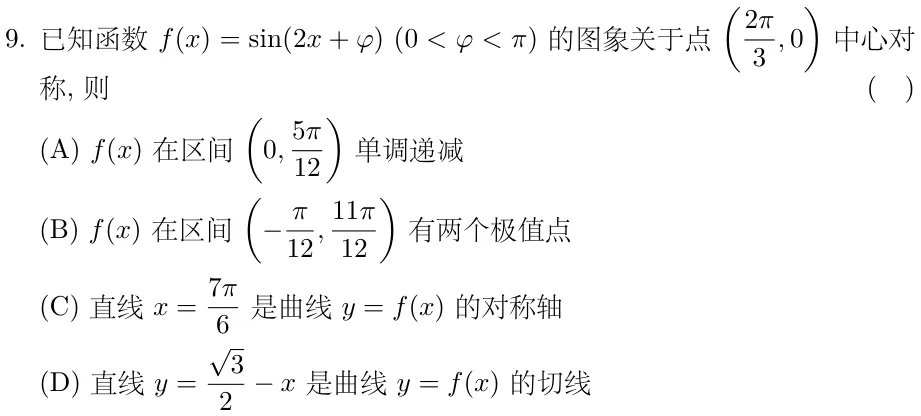 9. 已知函数 f(x) = sin(2x + φ) (0 < φ < π) 的图象关于点 (2π/3, 0) 中心对
称, 则 ( )
(A) f(x) 在区间 (0, 5π/12) 单调递减
(B) f(x) 在区间 (−π/12, 11π/12) 有两个极值点
(C) 直线 x = 7π/6 是曲线 y = f(x) 的对称轴
(D) 直线 y = √3/2 − x 是曲线 y = f(x) 的切线